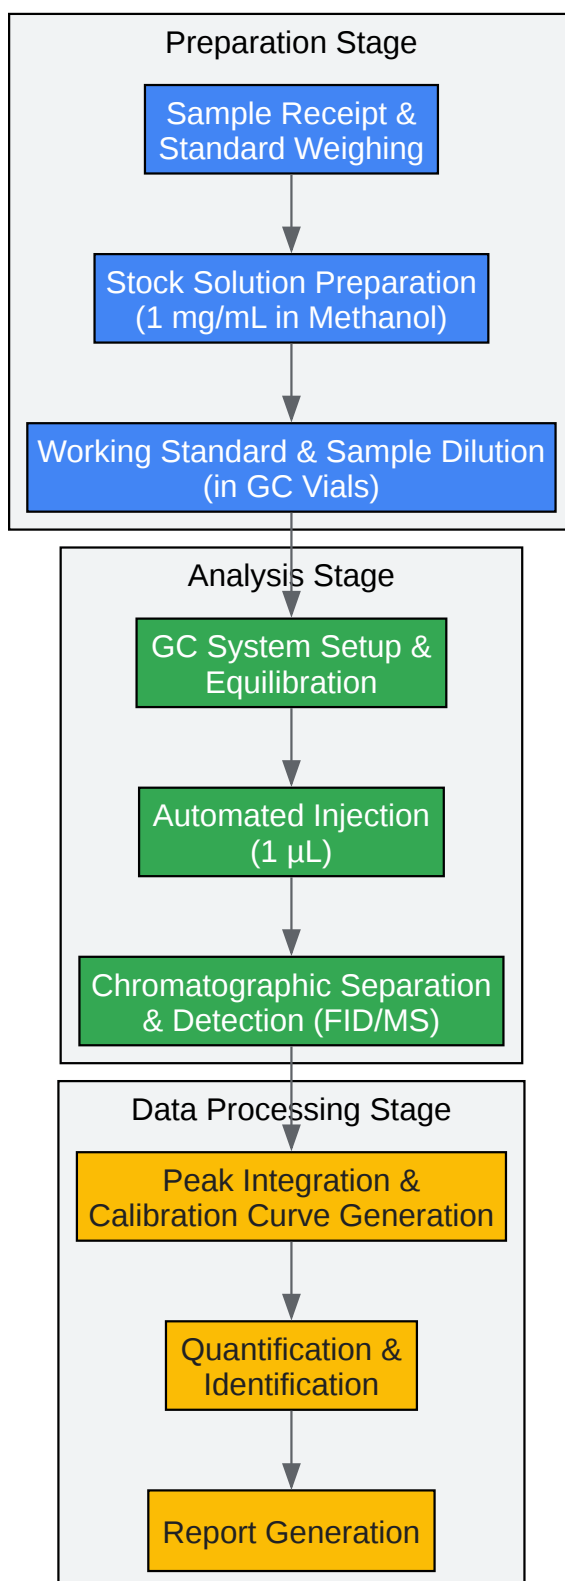 Preparation Stage
Sample Receipt &
Standard Weighing
Stock Solution Preparation
(1 mg/mL in Methanol)
Working Standard & Sample Dilution
(in GC Vials)
Analysis Stage
GC System Setup &
Equilibration
Automated Injection
(1 µL)
Chromatographic Separation
& Detection (FID/MS)
Data Processing Stage
Peak Integration &
Calibration Curve Generation
Quantification &
Identification
Report Generation